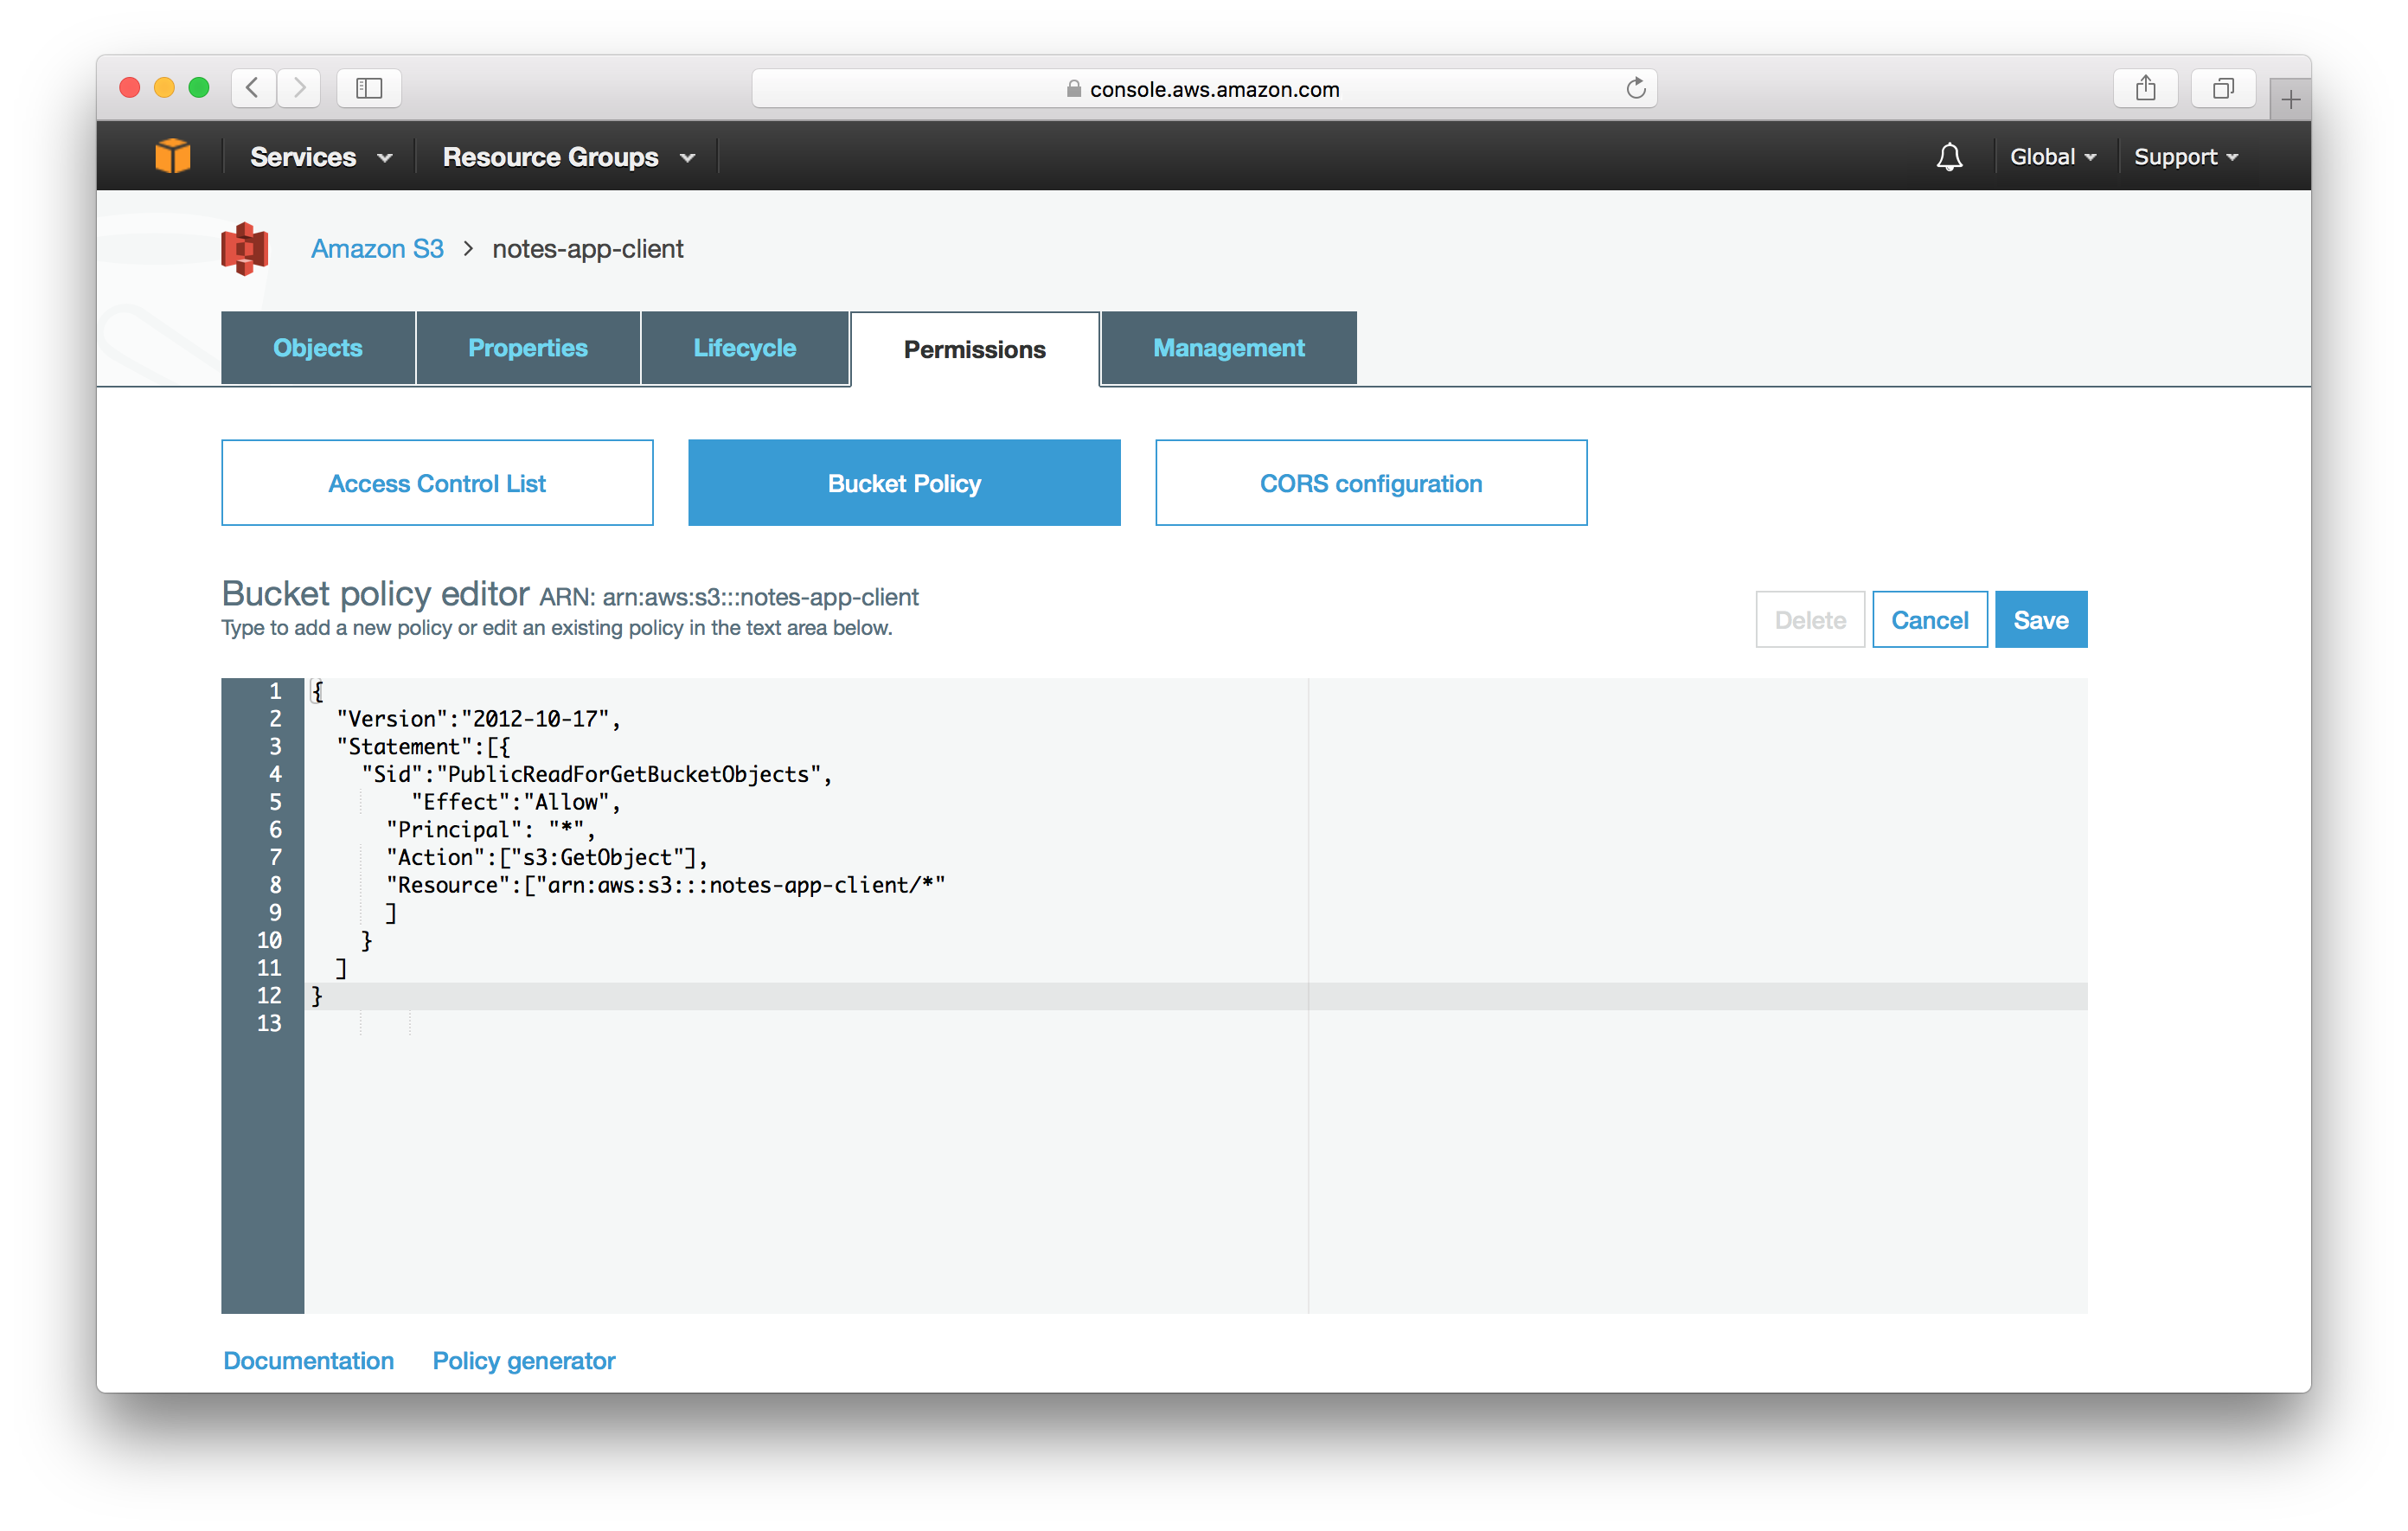 console.aws.amazon.com
Services Resource Groups Global Support
Amazon S3 > notes-app-client
Objects Properties Lifecycle Permissions Management
Access Control List Bucket Policy CORS configuration
Bucket policy editor ARN: arn:aws:s3:::notes-app-client
Type to add a new policy or edit an existing policy in the text area below.
Delete Cancel Save
1 {
2   "Version":"2012-10-17",
3   "Statement":[{
4     "Sid":"PublicReadForGetBucketObjects",
5         "Effect":"Allow",
6       "Principal": "*",
7       "Action":["s3:GetObject"],
8       "Resource":["arn:aws:s3:::notes-app-client/*"
9       ]
10     }
11   ]
12 }
13
Documentation Policy generator